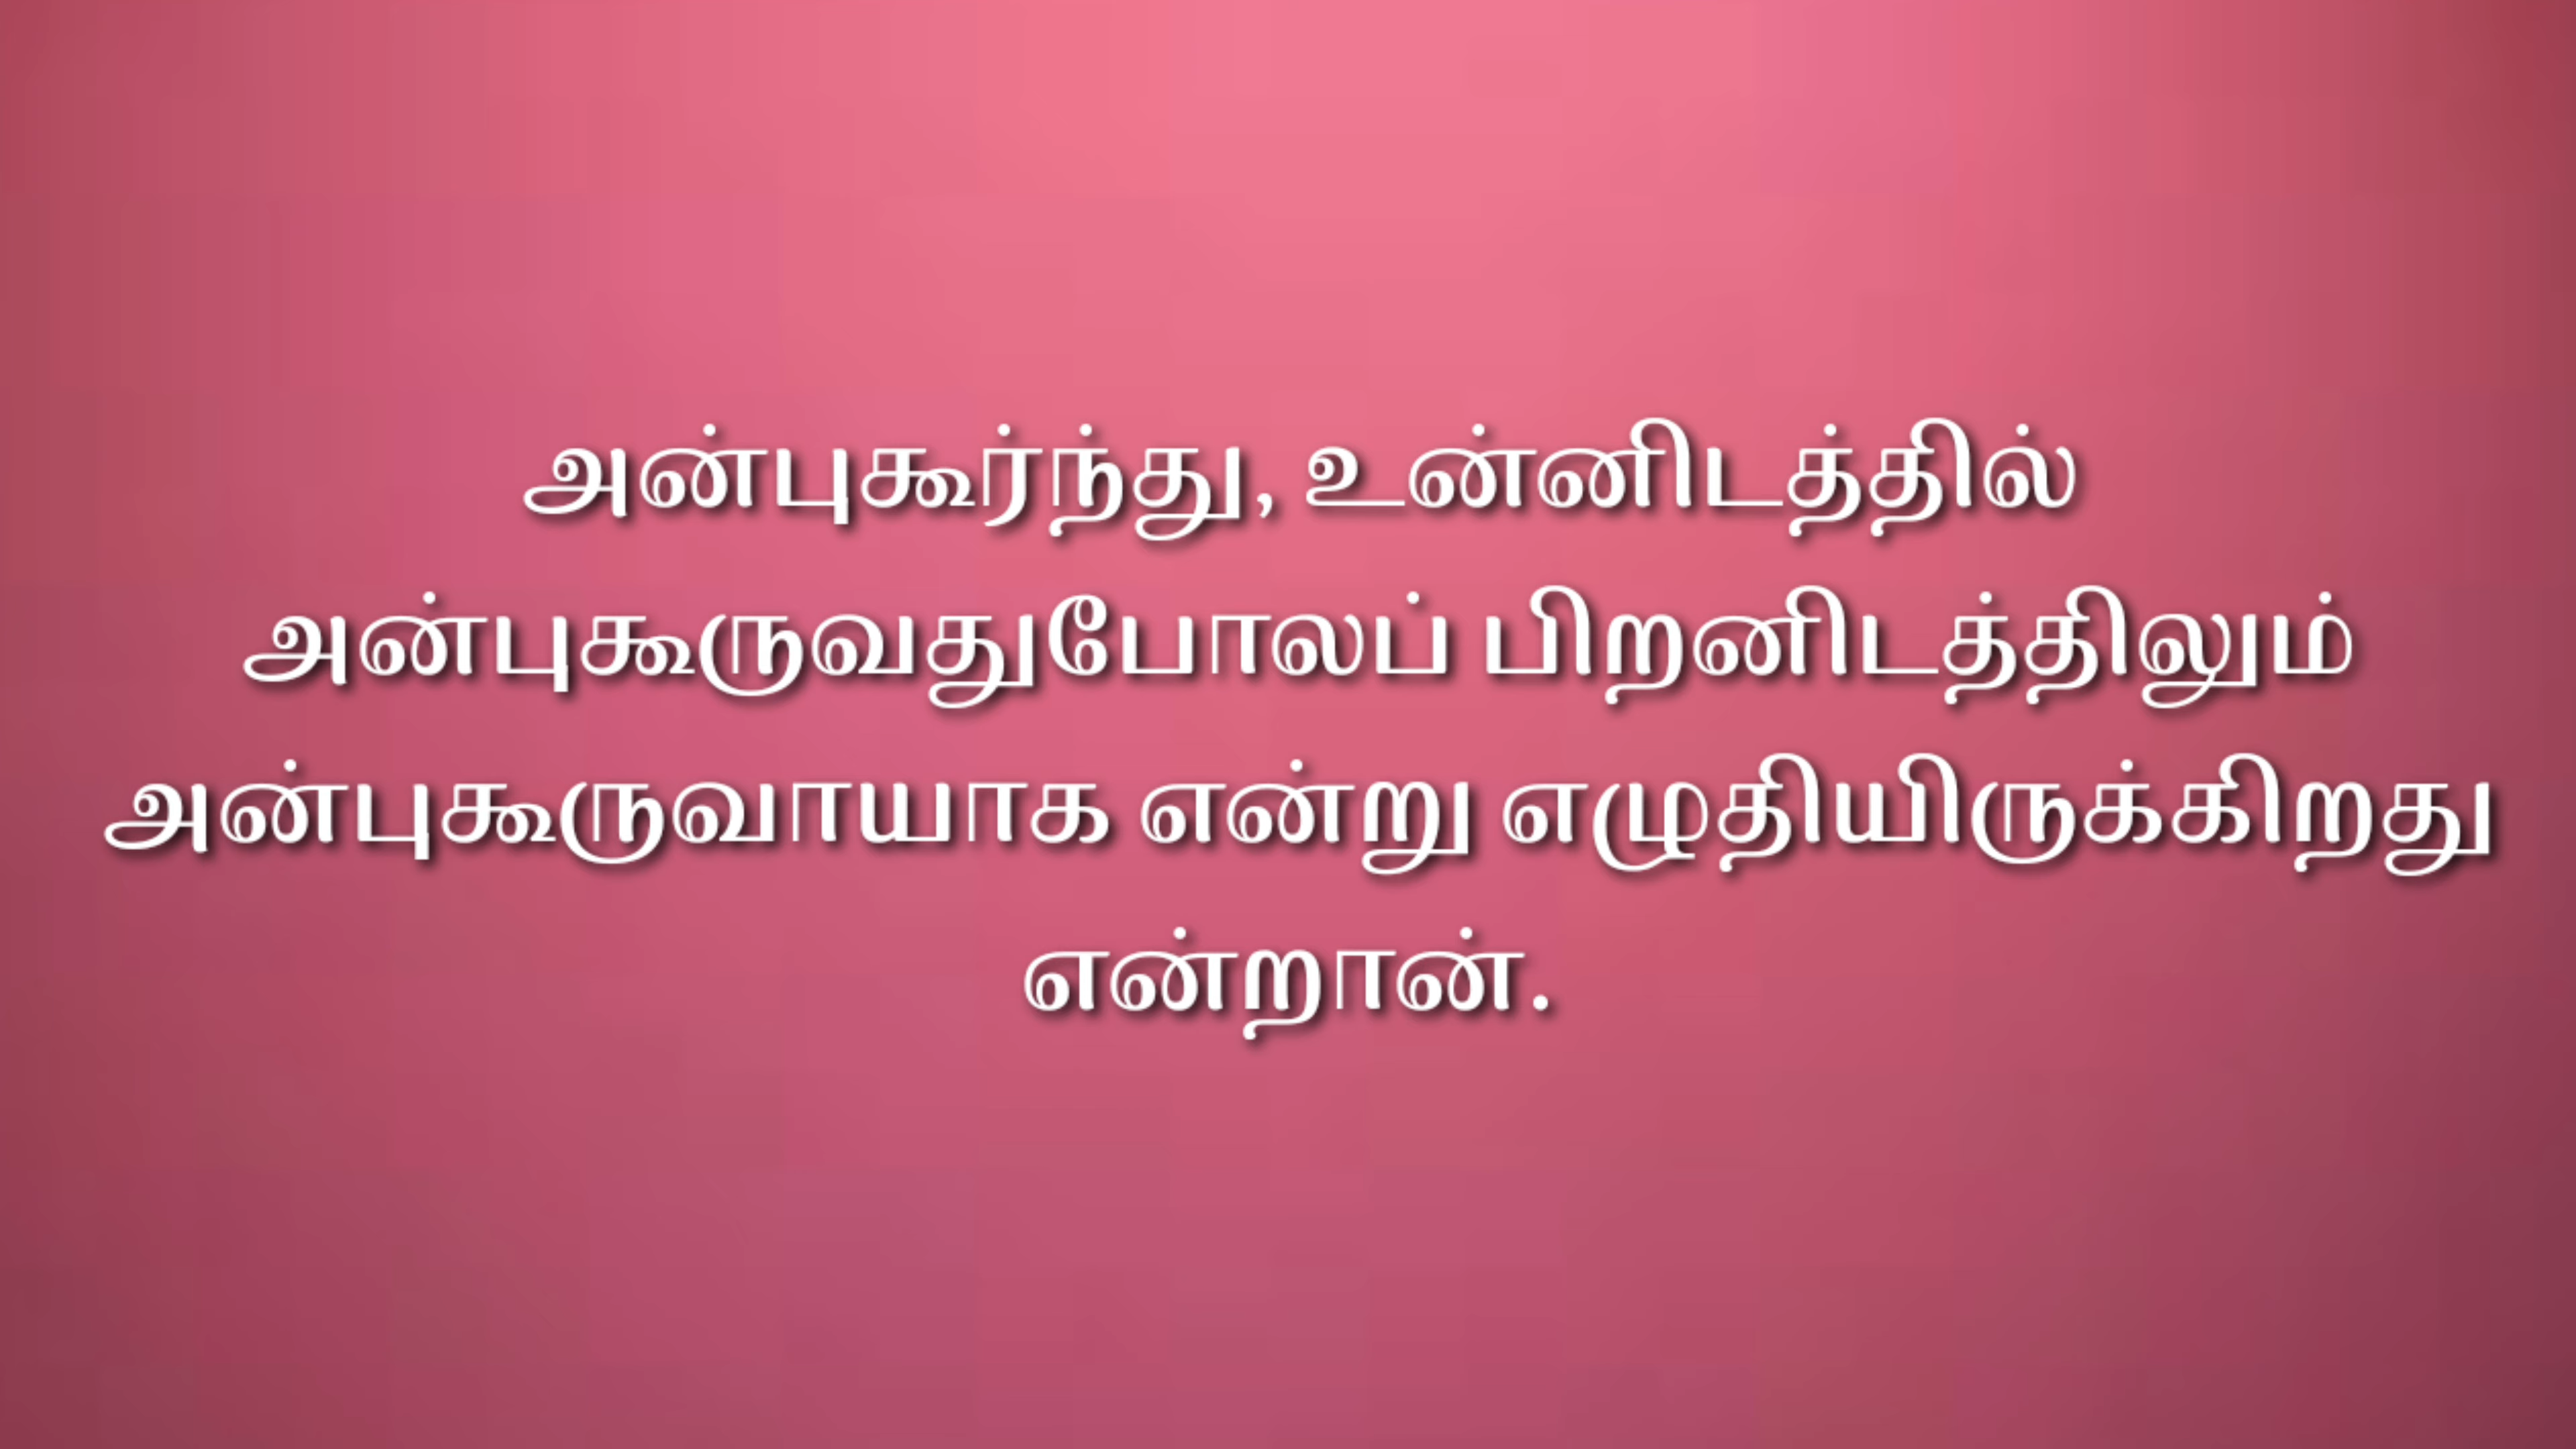 அன்புகூர்ந்து, உன்னிடத்தில்
அன்புகூருவதுபோலப் பிறனிடத்திலும்
அன்புகூருவாயாக என்று எழுதியிருக்கிறது
என்றான்.